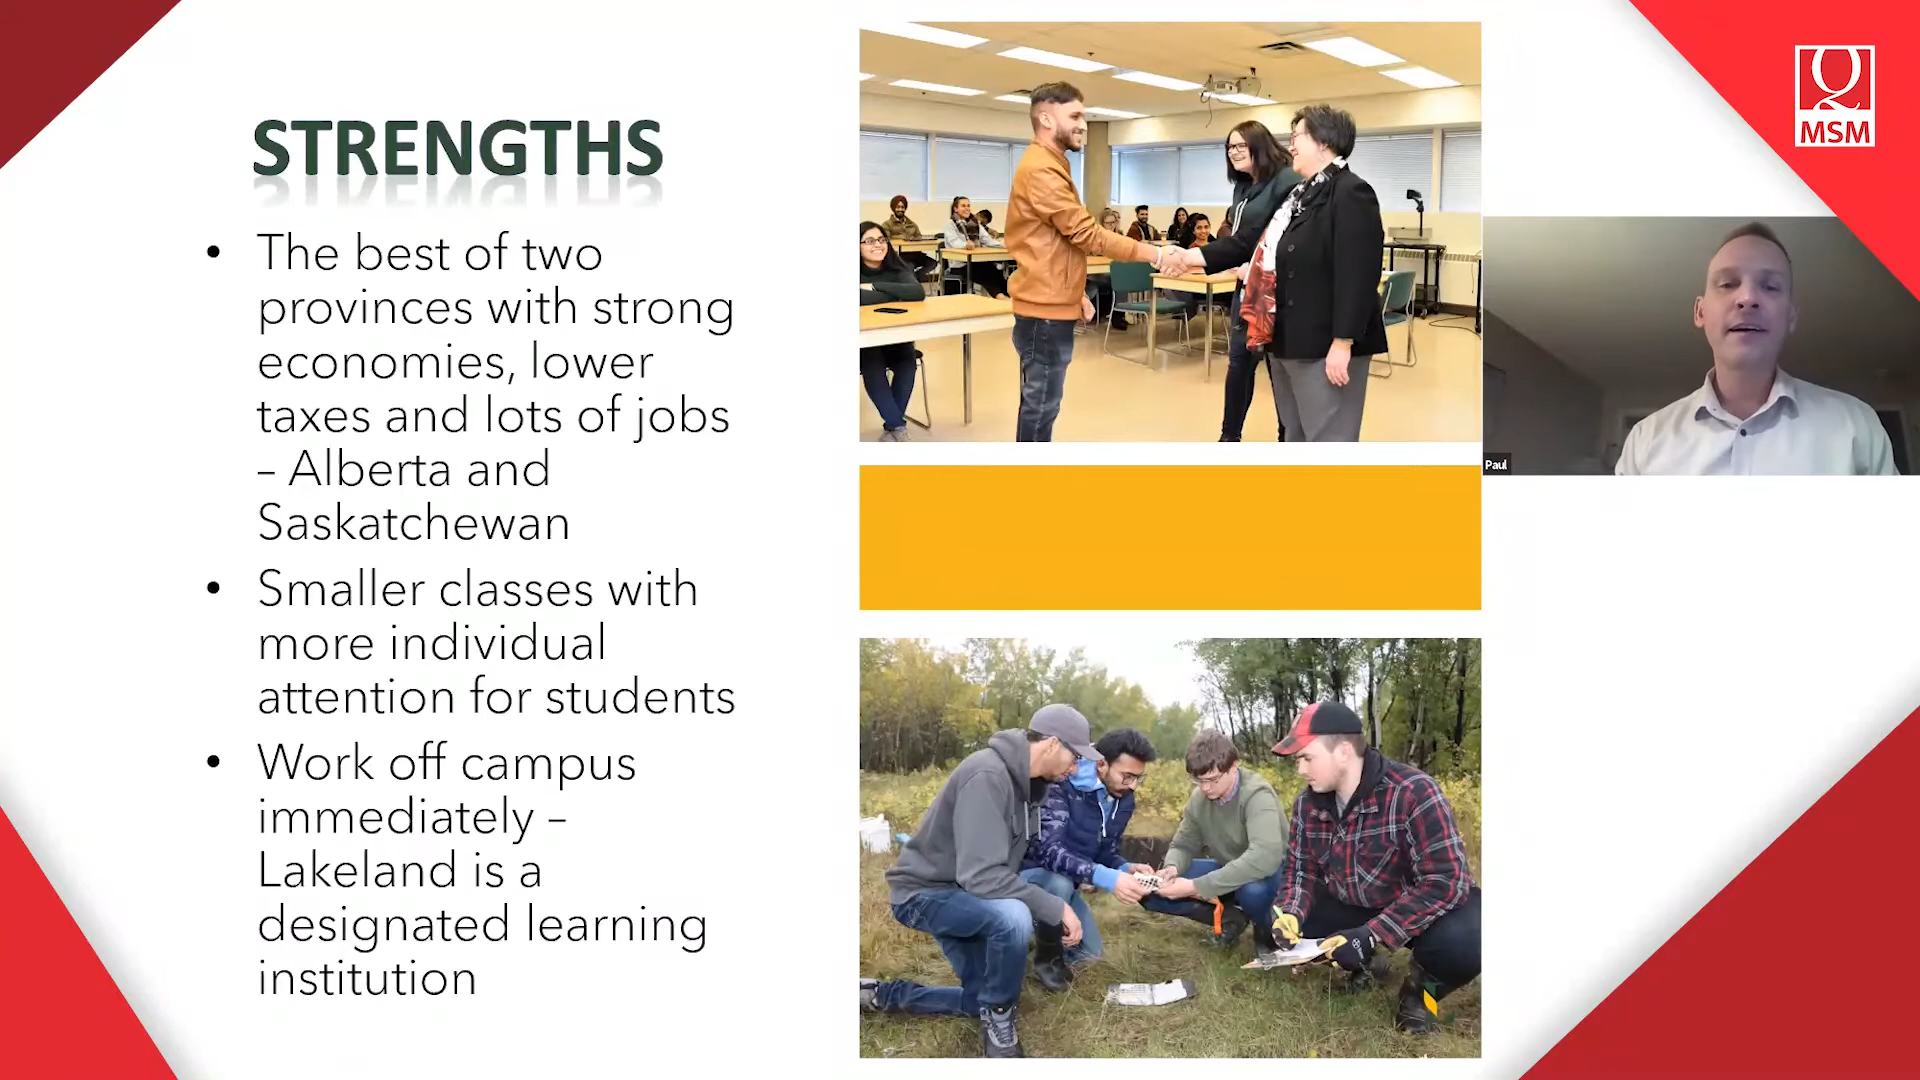 STRENGTHS
• The best of two
provinces with strong
economies, lower
taxes and lots of jobs
– Alberta and
Saskatchewan
• Smaller classes with
more individual
attention for students
• Work off campus
immediately –
Lakeland is a
designated learning
institution
MSM
Paul